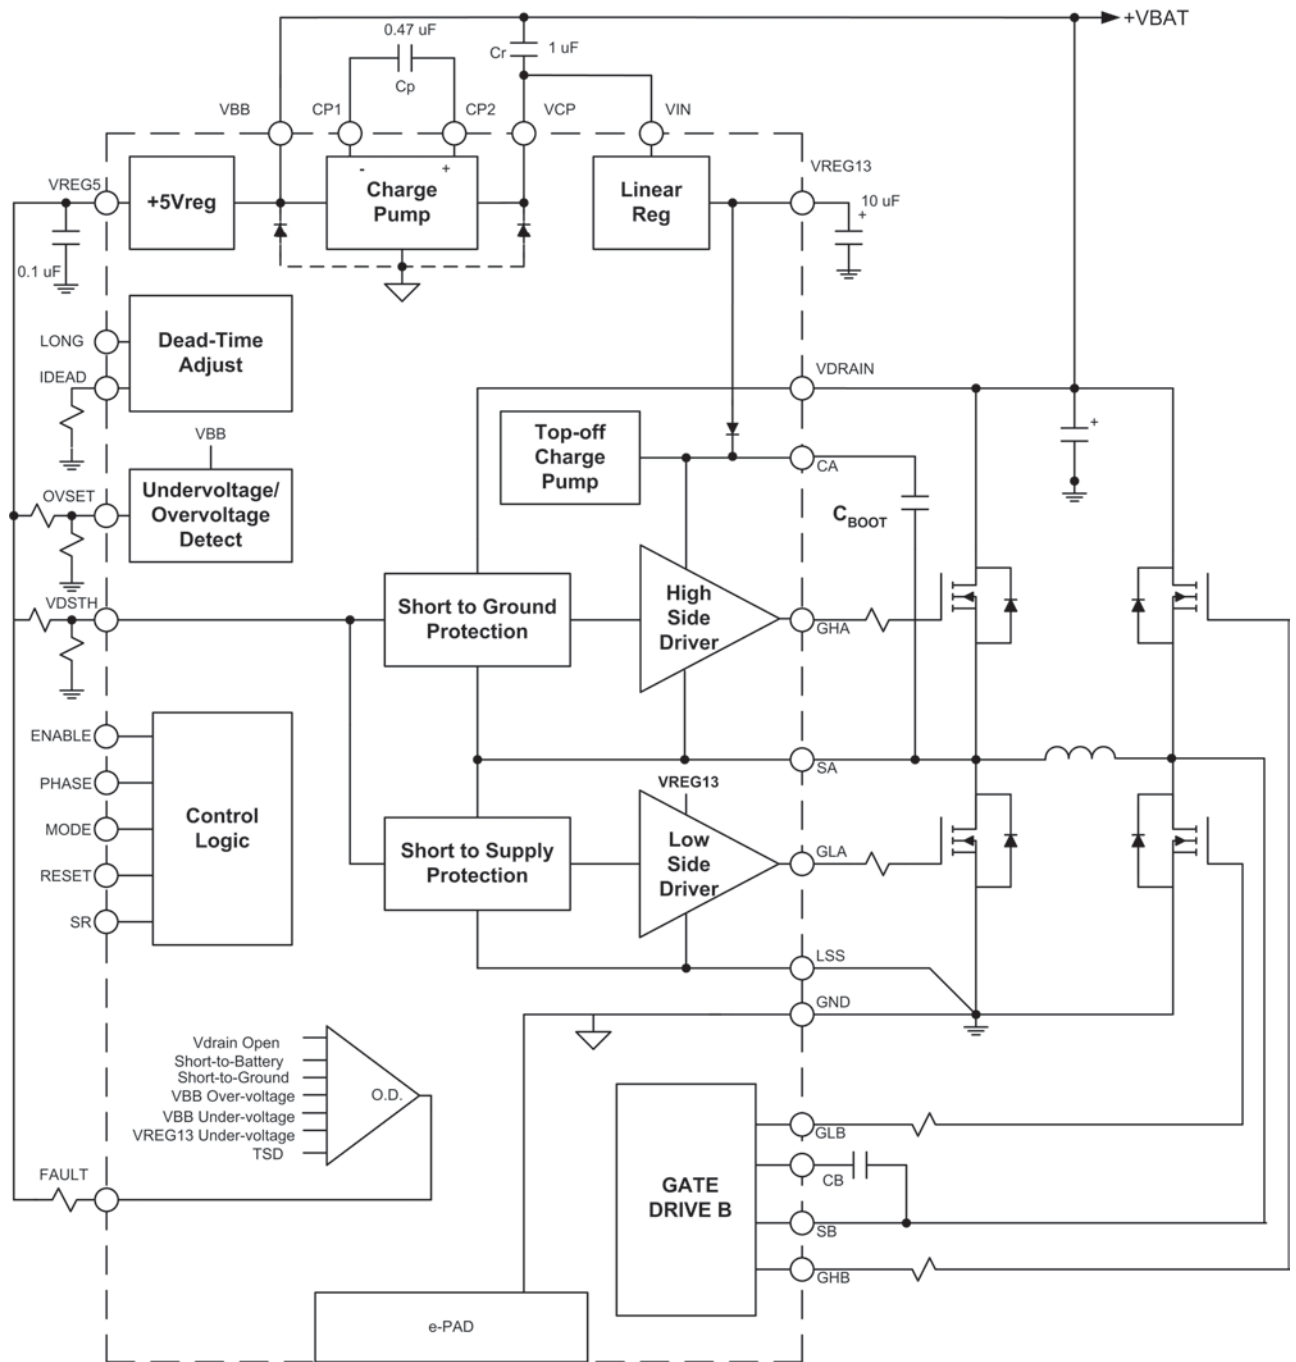 +VBAT
0.47 uF
Cr
1 uF
Cp
VBB
CP1
CP2
VCP
VIN
VREG13
VREG5
+5Vreg
-
+
Charge
Pump
Linear
Reg
10 uF
+
0.1 uF
LONG
Dead-Time
Adjust
IDEAD
VDRAIN
VBB
Top-off
Charge
Pump
+
CA
OVSET
Undervoltage/
Overvoltage
Detect
CBOOT
VDSTH
Short to Ground
Protection
High
Side
Driver
GHA
ENABLE
PHASE
MODE
RESET
SR
Control
Logic
SA
VREG13
Short to Supply
Protection
Low
Side
Driver
GLA
LSS
GND
Vdrain Open
Short-to-Battery
Short-to-Ground
VBB Over-voltage
VBB Under-voltage
VREG13 Under-voltage
TSD
O.D.
FAULT
GATE
DRIVE B
GLB
CB
SB
GHB
e-PAD